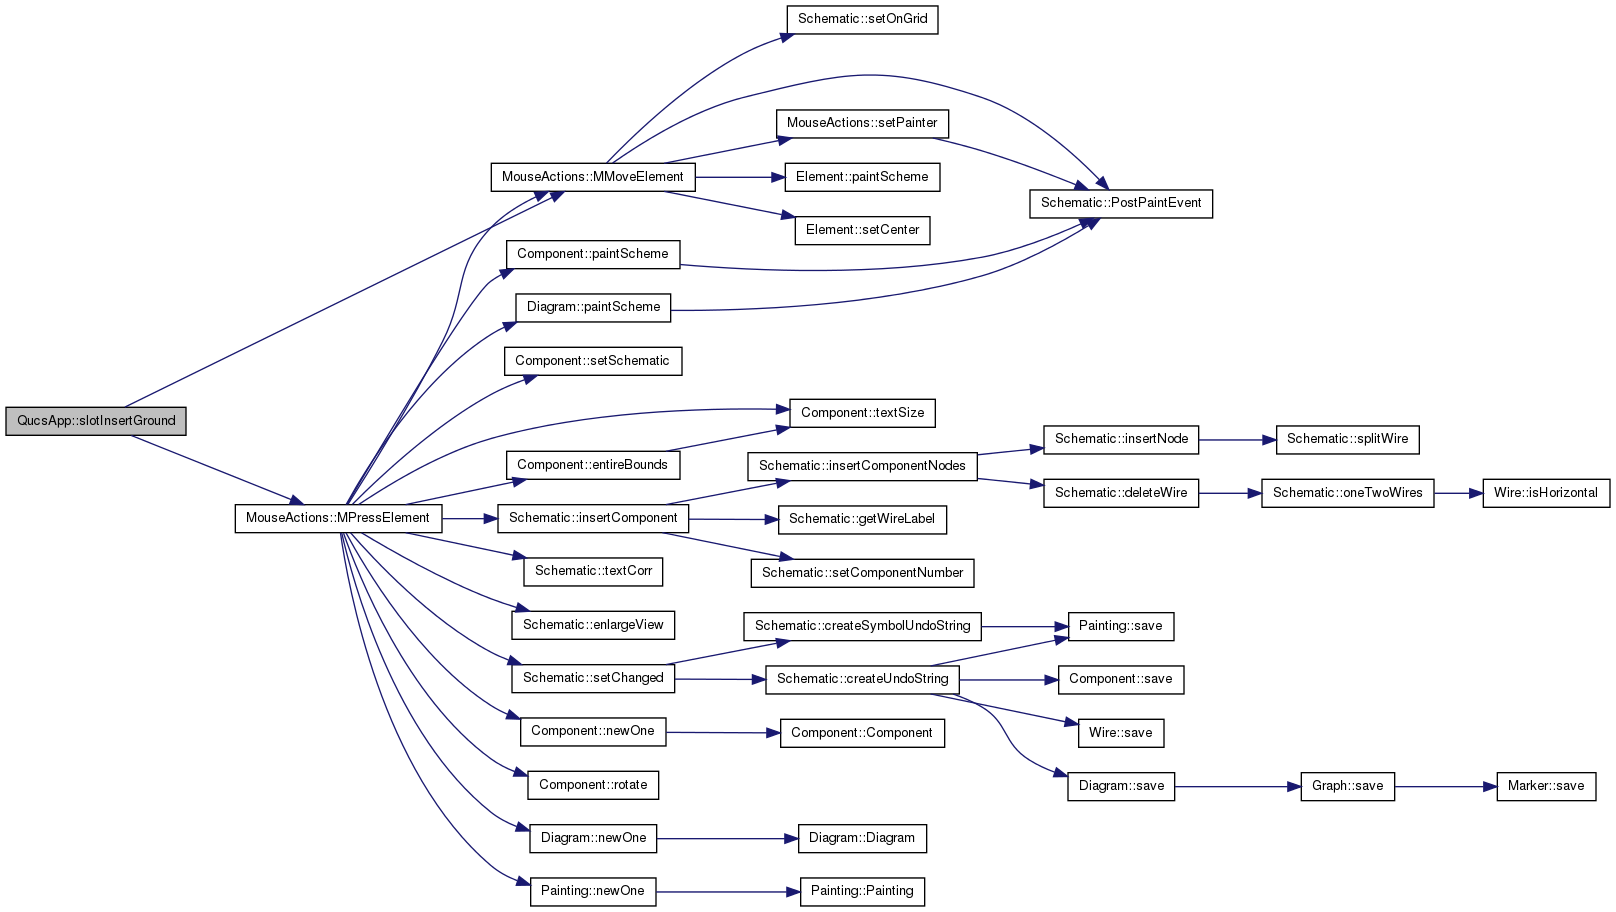 Schematic::setOnGrid
MouseActions::setPainter
MouseActions::MMoveElement
Element::paintScheme
Schematic::PostPaintEvent
Element::setCenter
Component::paintScheme
Diagram::paintScheme
Component::setSchematic
QucsApp::slotInsertGround
Component::textSize
Schematic::insertNode
Schematic::splitWire
Component::entireBounds
Schematic::insertComponentNodes
Schematic::deleteWire
Schematic::oneTwoWires
Wire::isHorizontal
MouseActions::MPressElement
Schematic::insertComponent
Schematic::getWireLabel
Schematic::textCorr
Schematic::setComponentNumber
Schematic::enlargeView
Schematic::createSymbolUndoString
Painting::save
Schematic::setChanged
Schematic::createUndoString
Component::save
Component::newOne
Component::Component
Wire::save
Component::rotate
Diagram::save
Graph::save
Marker::save
Diagram::newOne
Diagram::Diagram
Painting::newOne
Painting::Painting